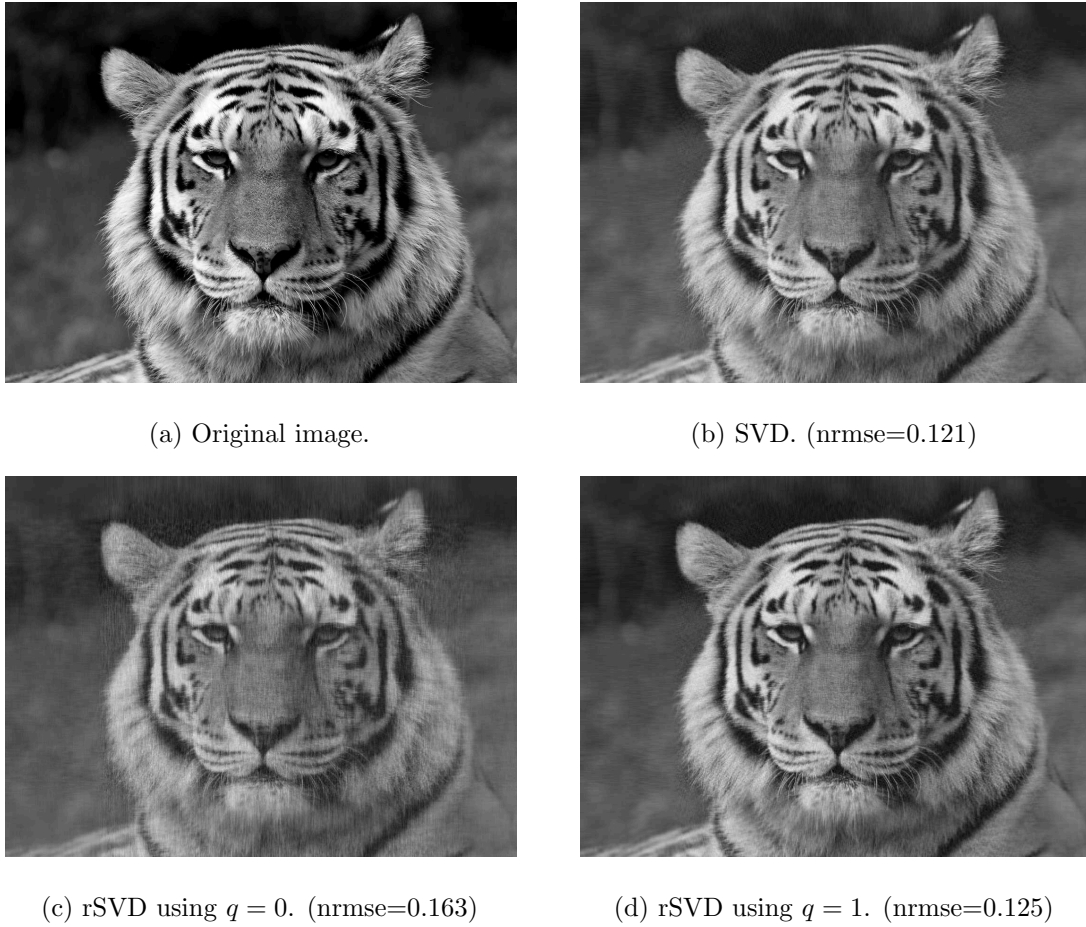 (a) Original image.
(b) SVD. (nrmse=0.121)
(c) rSVD using q = 0. (nrmse=0.163)
(d) rSVD using q = 1. (nrmse=0.125)